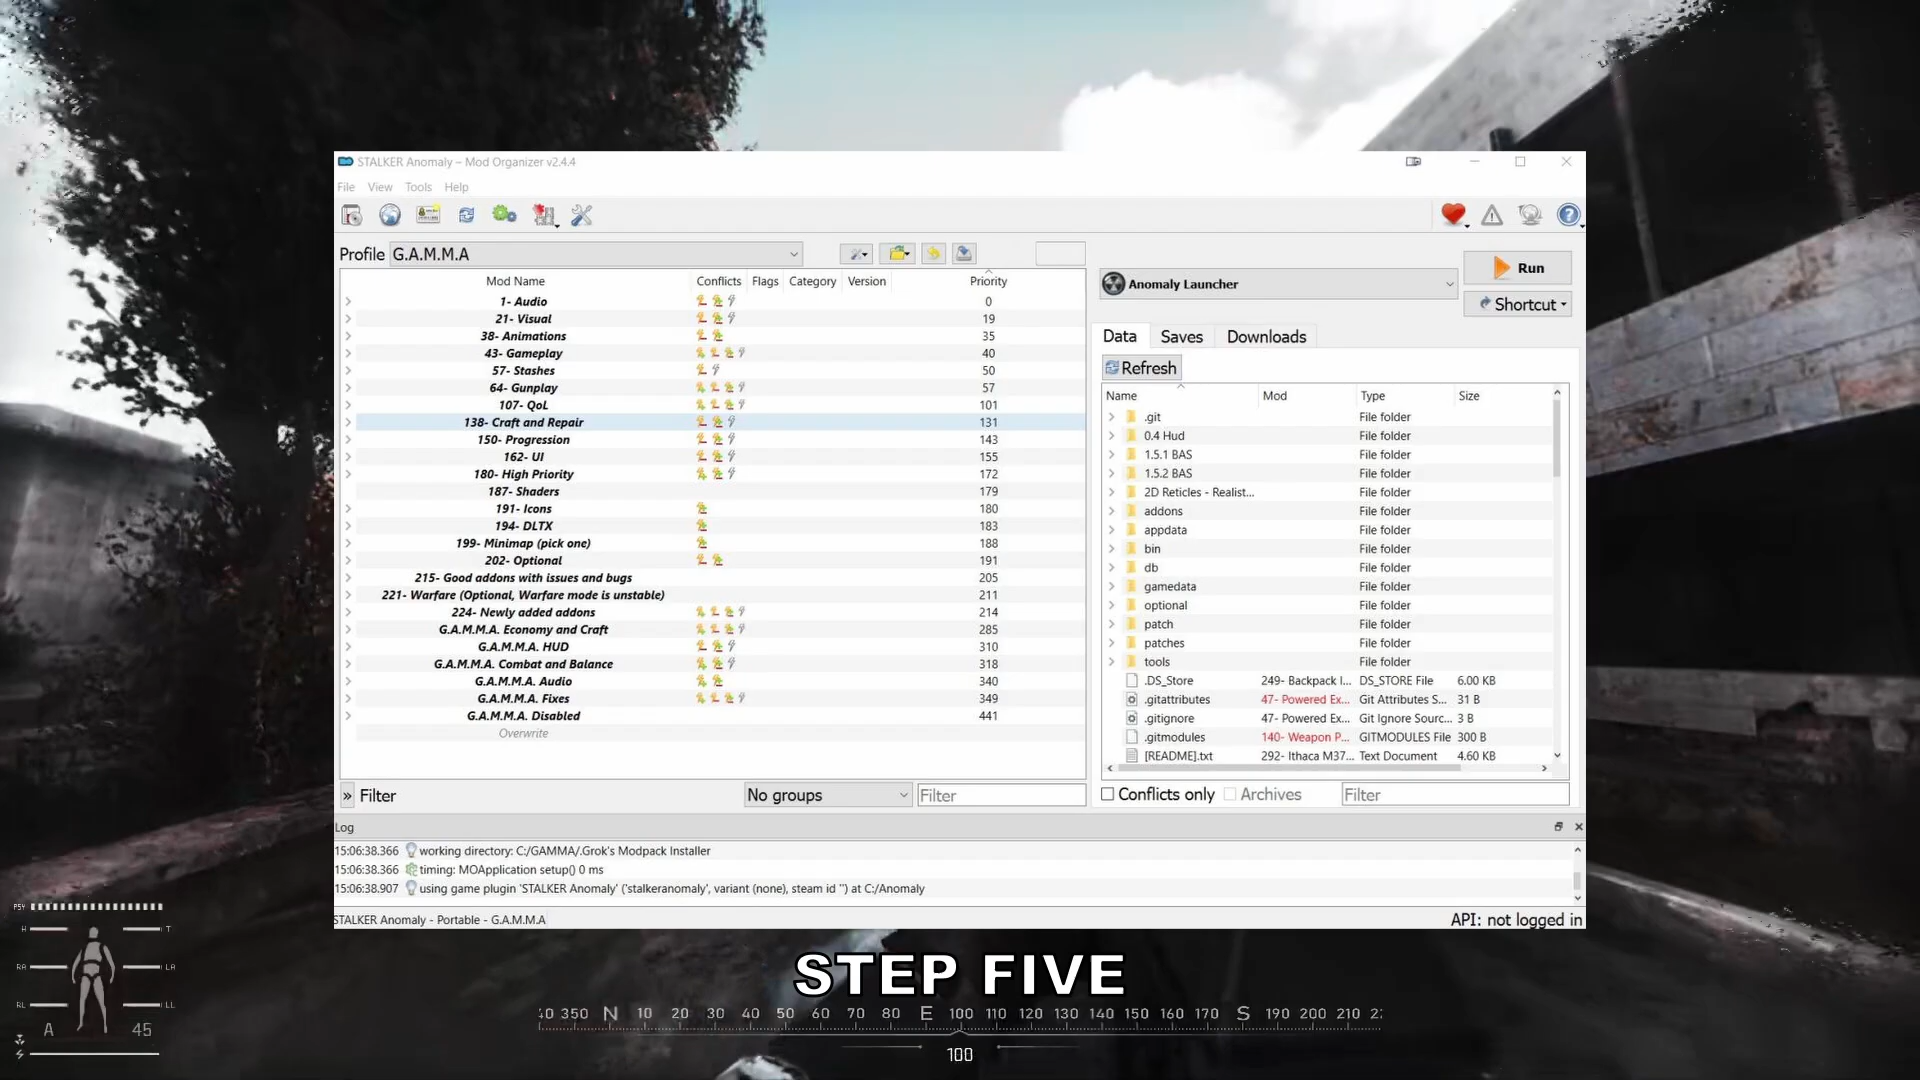 STALKER Anomaly – Mod Organizer v2.4.4
File View Tools Help
Profile G.A.M.M.A
Mod Name Conflicts Flags Category Version Priority
1- Audio 0
21- Visual 19
38- Animations 35
43- Gameplay 40
57- Stashes 50
64- Gunplay 57
107- QoL 101
138- Craft and Repair 131
150- Progression 143
162- UI 155
180- High Priority 172
187- Shaders 179
191- Icons 180
194- DLTX 183
199- Minimap (pick one) 188
202- Optional 191
215- Good addons with issues and bugs 205
221- Warfare (Optional, Warfare mode is unstable) 211
224- Newly added addons 214
G.A.M.M.A. Economy and Craft 285
G.A.M.M.A. HUD 310
G.A.M.M.A. Combat and Balance 318
G.A.M.M.A. Audio 340
G.A.M.M.A. Fixes 349
G.A.M.M.A. Disabled 441
Overwrite
» Filter No groups Filter
Anomaly Launcher Run
Shortcut
Data Saves Downloads
Refresh
Name Mod Type Size
.git File folder
0.4 Hud File folder
1.5.1 BAS File folder
1.5.2 BAS File folder
2D Reticles - Realist... File folder
addons File folder
appdata File folder
bin File folder
db File folder
gamedata File folder
optional File folder
patch File folder
patches File folder
tools File folder
.DS_Store 249- Backpack I... DS_STORE File 6.00 KB
.gitattributes 47- Powered Ex... Git Attributes S... 31 B
.gitignore 47- Powered Ex... Git Ignore Sourc... 3 B
.gitmodules 140- Weapon P... GITMODULES File 300 B
[README].txt 292- Ithaca M37... Text Document 4.60 KB
Conflicts only Archives Filter
Log
15:06:38.366 working directory: C:/GAMMA/.Grok's Modpack Installer
15:06:38.366 timing: MOApplication setup() 0 ms
15:06:38.907 using game plugin 'STALKER Anomaly' ('stalkeranomaly', variant (none), steam id '') at C:/Anomaly
STALKER Anomaly - Portable - G.A.M.M.A API: not logged in
PSY
H T
RA LA
RL LL
A 45
STEP FIVE
350 N 10 20 30 40 50 60 70 80 E 100 110 120 130 140 150 160 170 S 190 200 210
100